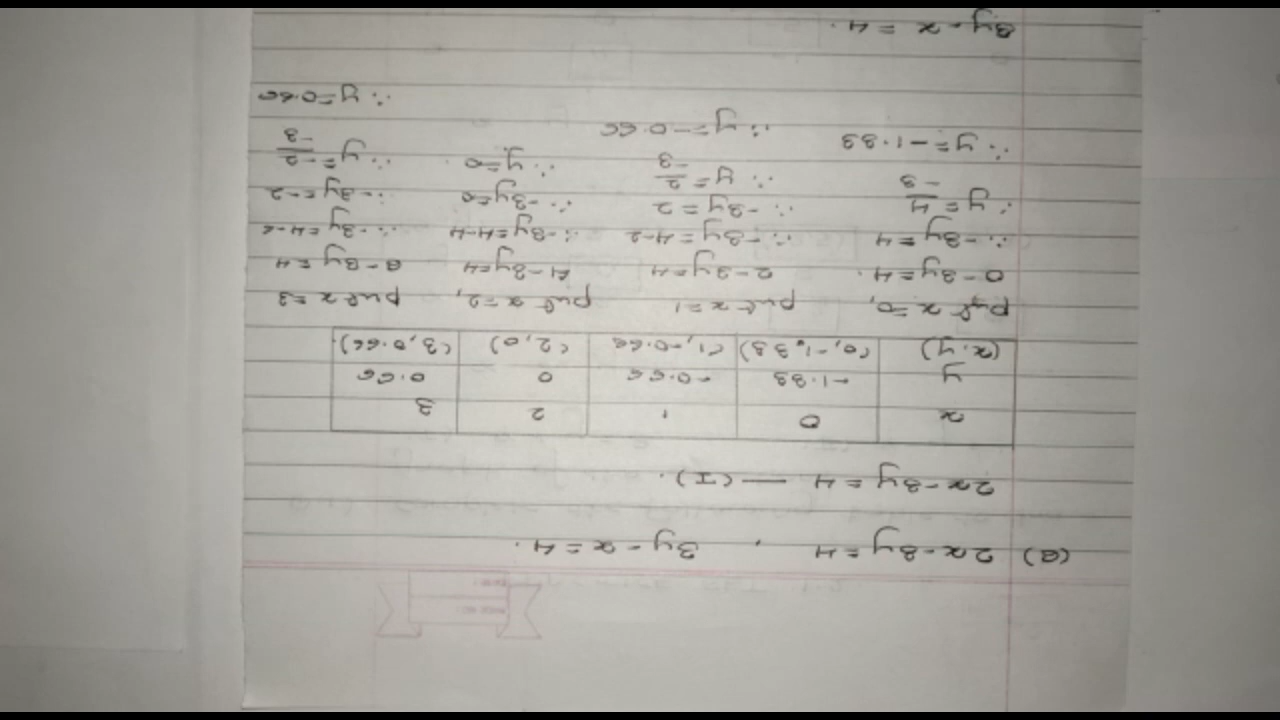 (a) 2x-3y=4 , 3y-x=4.
2x-3y=4 — (I).
x 0 1 2 3
y -1.33 -0.66 0 0.66
(x,y) (0,-1.33) (1,-0.66) (2,0) (3,0.66)
put x=0, put x=1 put x=2, put x=3
0-3y=4. 2-3y=4 4-3y=4 6-3y=4
∴ -3y=4 ∴ -3y=4-2 ∴ -3y=4-4 ∴ -3y=4-6
∴ y=4/-3 ∴ -3y=2 ∴ -3y=0 ∴ -3y=-2
∴ y=-1.33 ∴ y=2/-3 ∴ y=0 ∴ y=-2/-3
∴ y=-0.66 ∴ y=0.66
3y-x=4.